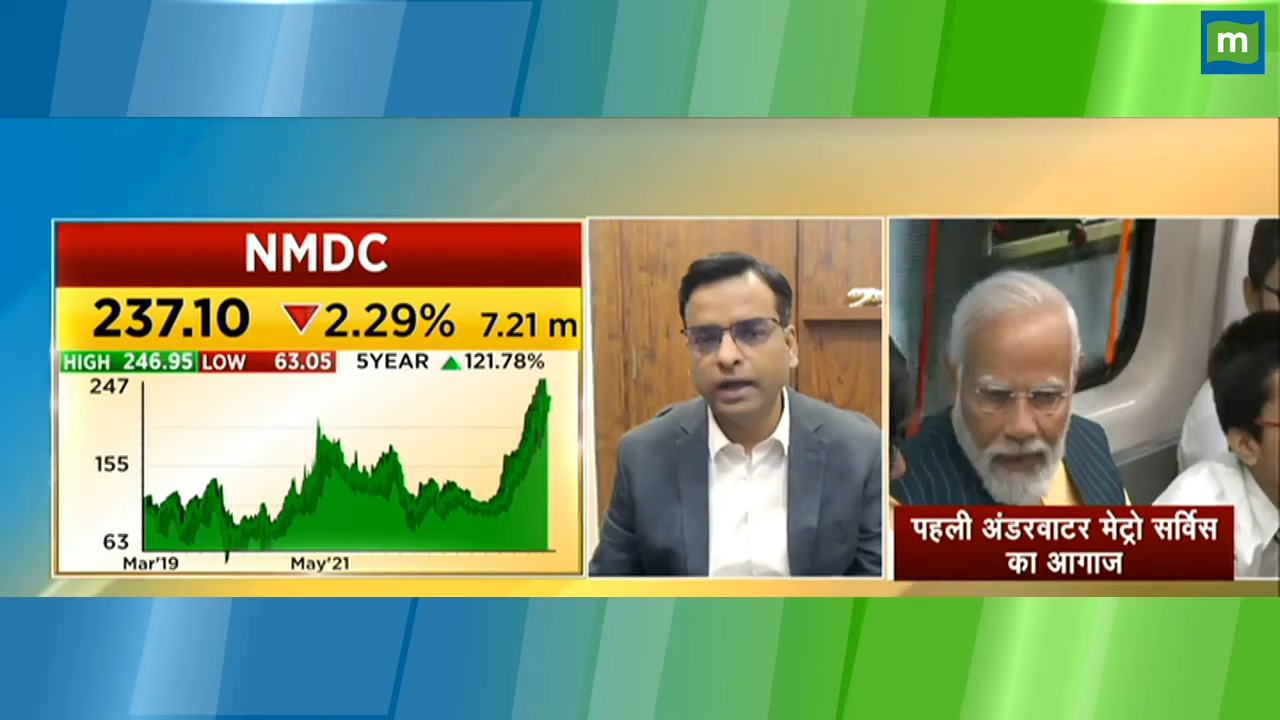 m
NMDC
237.10 ▼2.29% 7.21 m
HIGH 246.95 LOW 63.05 5YEAR ▲121.78%
247
155
63
Mar'19 May'21
पहली अंडरवाटर मेट्रो सर्विस
का आगाज